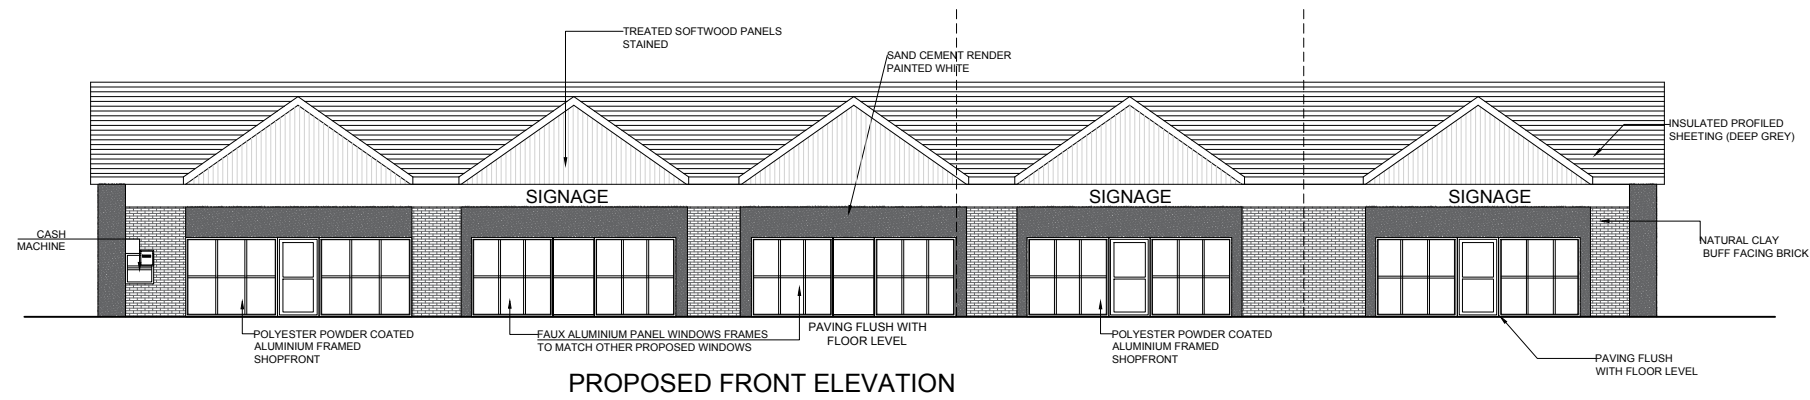 TREATED SOFTWOOD PANELS
STAINED
SAND CEMENT RENDER
PAINTED WHITE
INSULATED PROFILED
SHEETING (DEEP GREY)
SIGNAGE
SIGNAGE
SIGNAGE
CASH
MACHINE
NATURAL CLAY
BUFF FACING BRICK
POLYESTER POWDER COATED
ALUMINIUM FRAMED
SHOPFRONT
FAUX ALUMINIUM PANEL WINDOWS FRAMES
TO MATCH OTHER PROPOSED WINDOWS
PAVING FLUSH WITH
FLOOR LEVEL
POLYESTER POWDER COATED
ALUMINIUM FRAMED
SHOPFRONT
PAVING FLUSH
WITH FLOOR LEVEL
PROPOSED FRONT ELEVATION